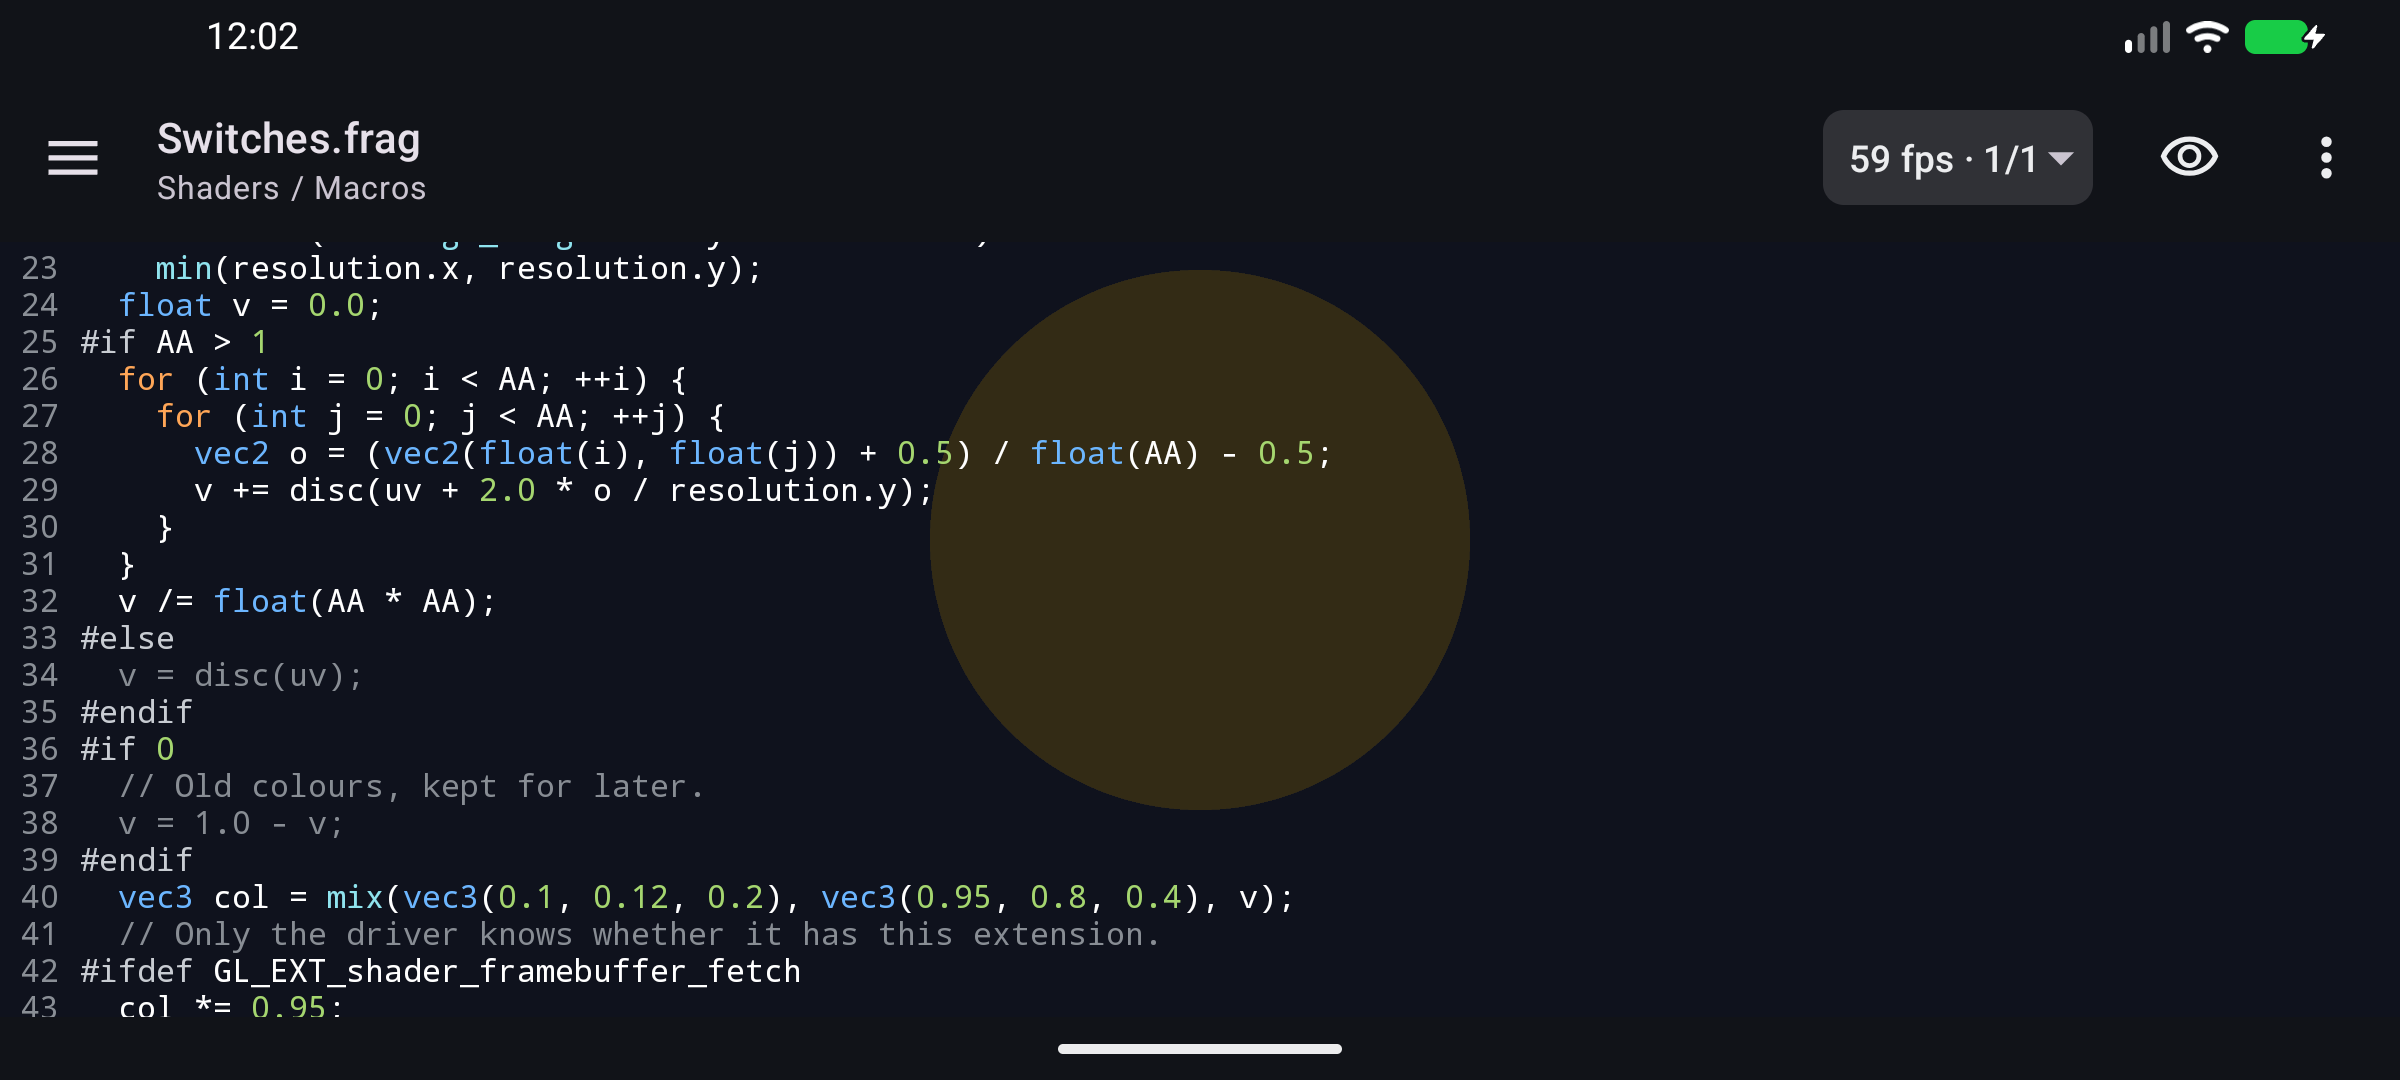 12:02
Switches.frag
Shaders / Macros
59 fps · 1/1
23 min(resolution.x, resolution.y);
24 float v = 0.0;
25 #if AA > 1
26 for (int i = 0; i < AA; ++i) {
27 for (int j = 0; j < AA; ++j) {
28 vec2 o = (vec2(float(i), float(j)) + 0.5) / float(AA) - 0.5;
29 v += disc(uv + 2.0 * o / resolution.y);
30 }
31 }
32 v /= float(AA * AA);
33 #else
34 v = disc(uv);
35 #endif
36 #if 0
37 // Old colours, kept for later.
38 v = 1.0 - v;
39 #endif
40 vec3 col = mix(vec3(0.1, 0.12, 0.2), vec3(0.95, 0.8, 0.4), v);
41 // Only the driver knows whether it has this extension.
42 #ifdef GL_EXT_shader_framebuffer_fetch
43 col *= 0.95;